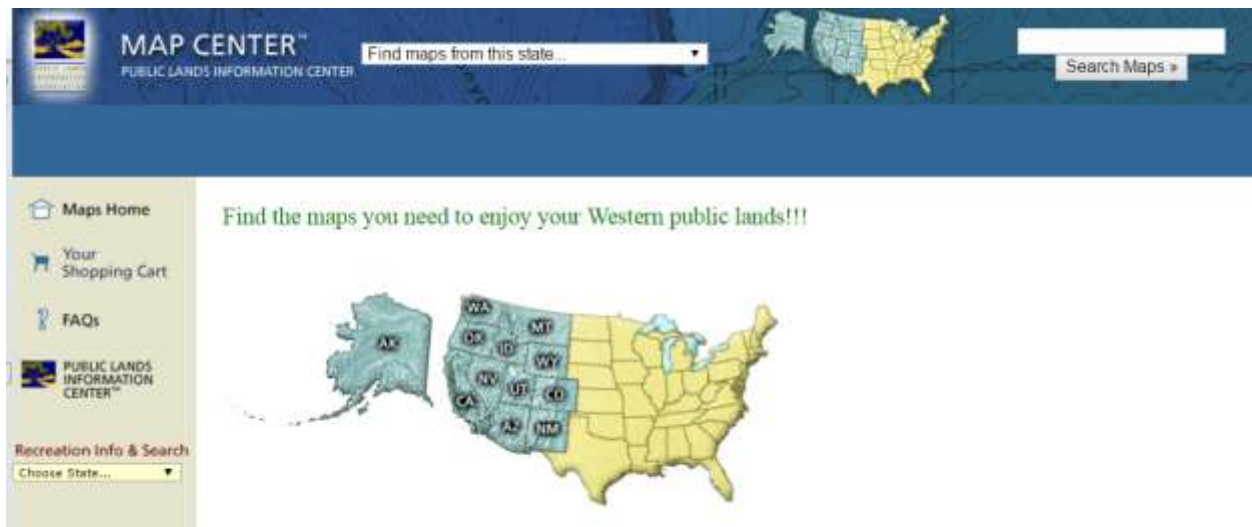 MAP CENTER™
PUBLIC LANDS INFORMATION CENTER
Find maps from this state...
Search Maps »
Maps Home
Your
Shopping Cart
FAQs
PUBLIC LANDS
INFORMATION
CENTER™
Recreation Info & Search
Choose State...
Find the maps you need to enjoy your Western public lands!!!
AK
WA
MT
OR
ID
WY
NV
UT
CO
CA
AZ
NM